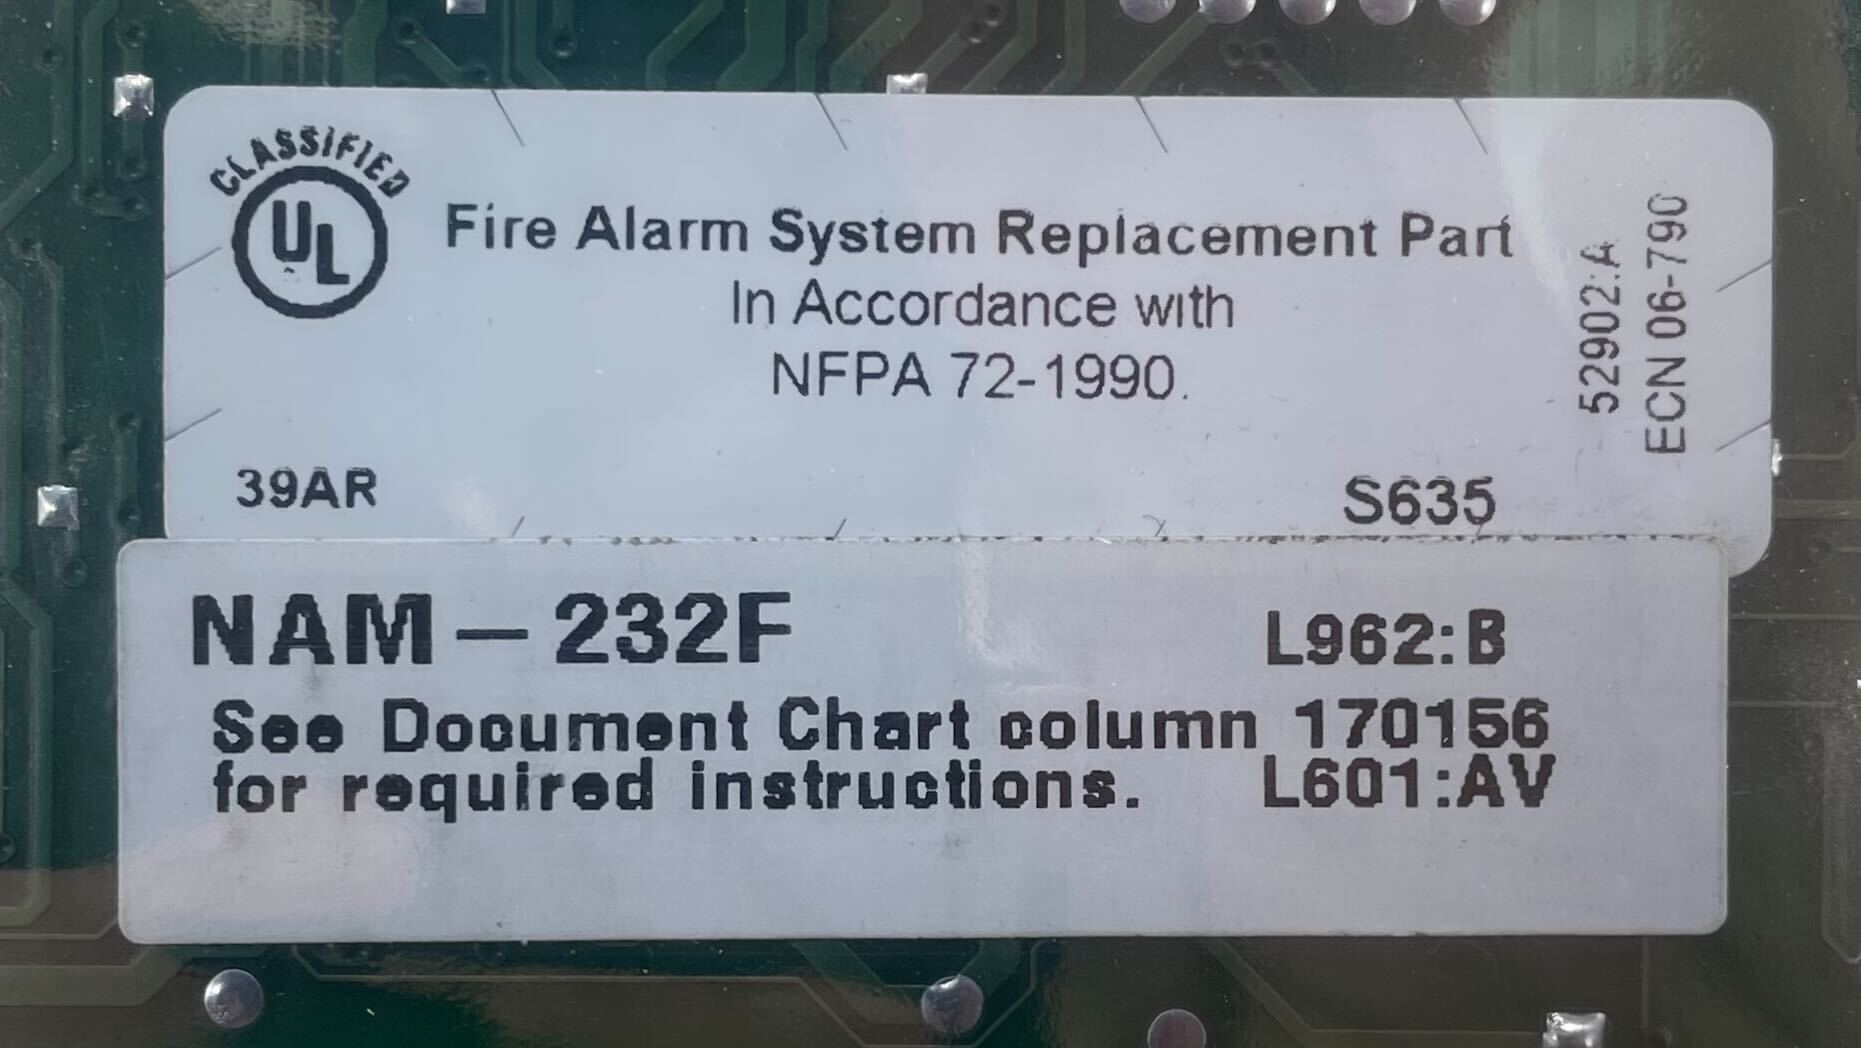 CLASSIFIED
UL
Fire Alarm System Replacement Part
In Accordance with
NFPA 72-1990.
39AR
S635
52902:A
ECN 06-790
NAM — 232F
L962:B
See Document Chart column 170156
for required instructions.
L601:AV